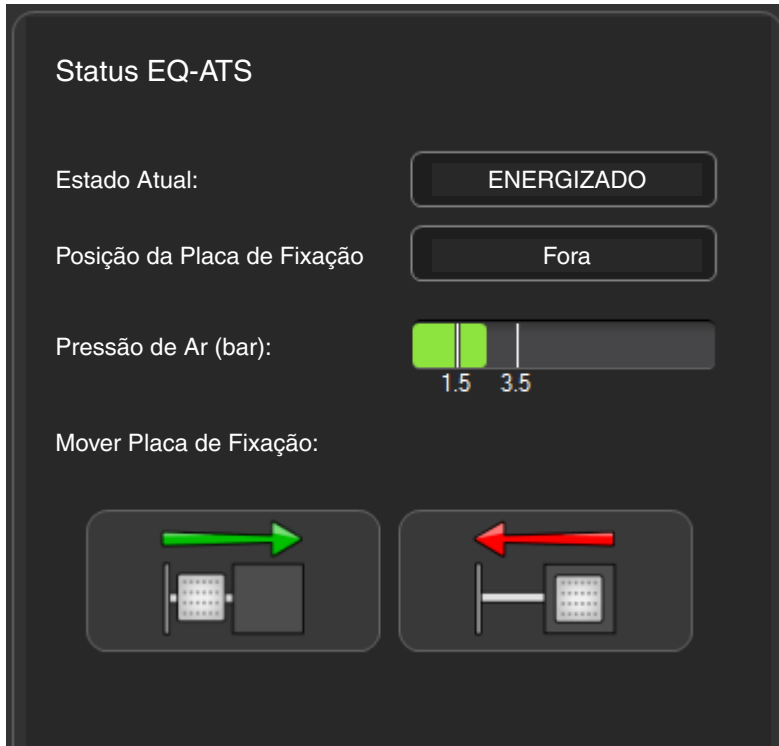 Status EQ-ATS
Estado Atual: ENERGIZADO
Posição da Placa de Fixação Fora
Pressão de Ar (bar):
1.5 3.5
Mover Placa de Fixação: